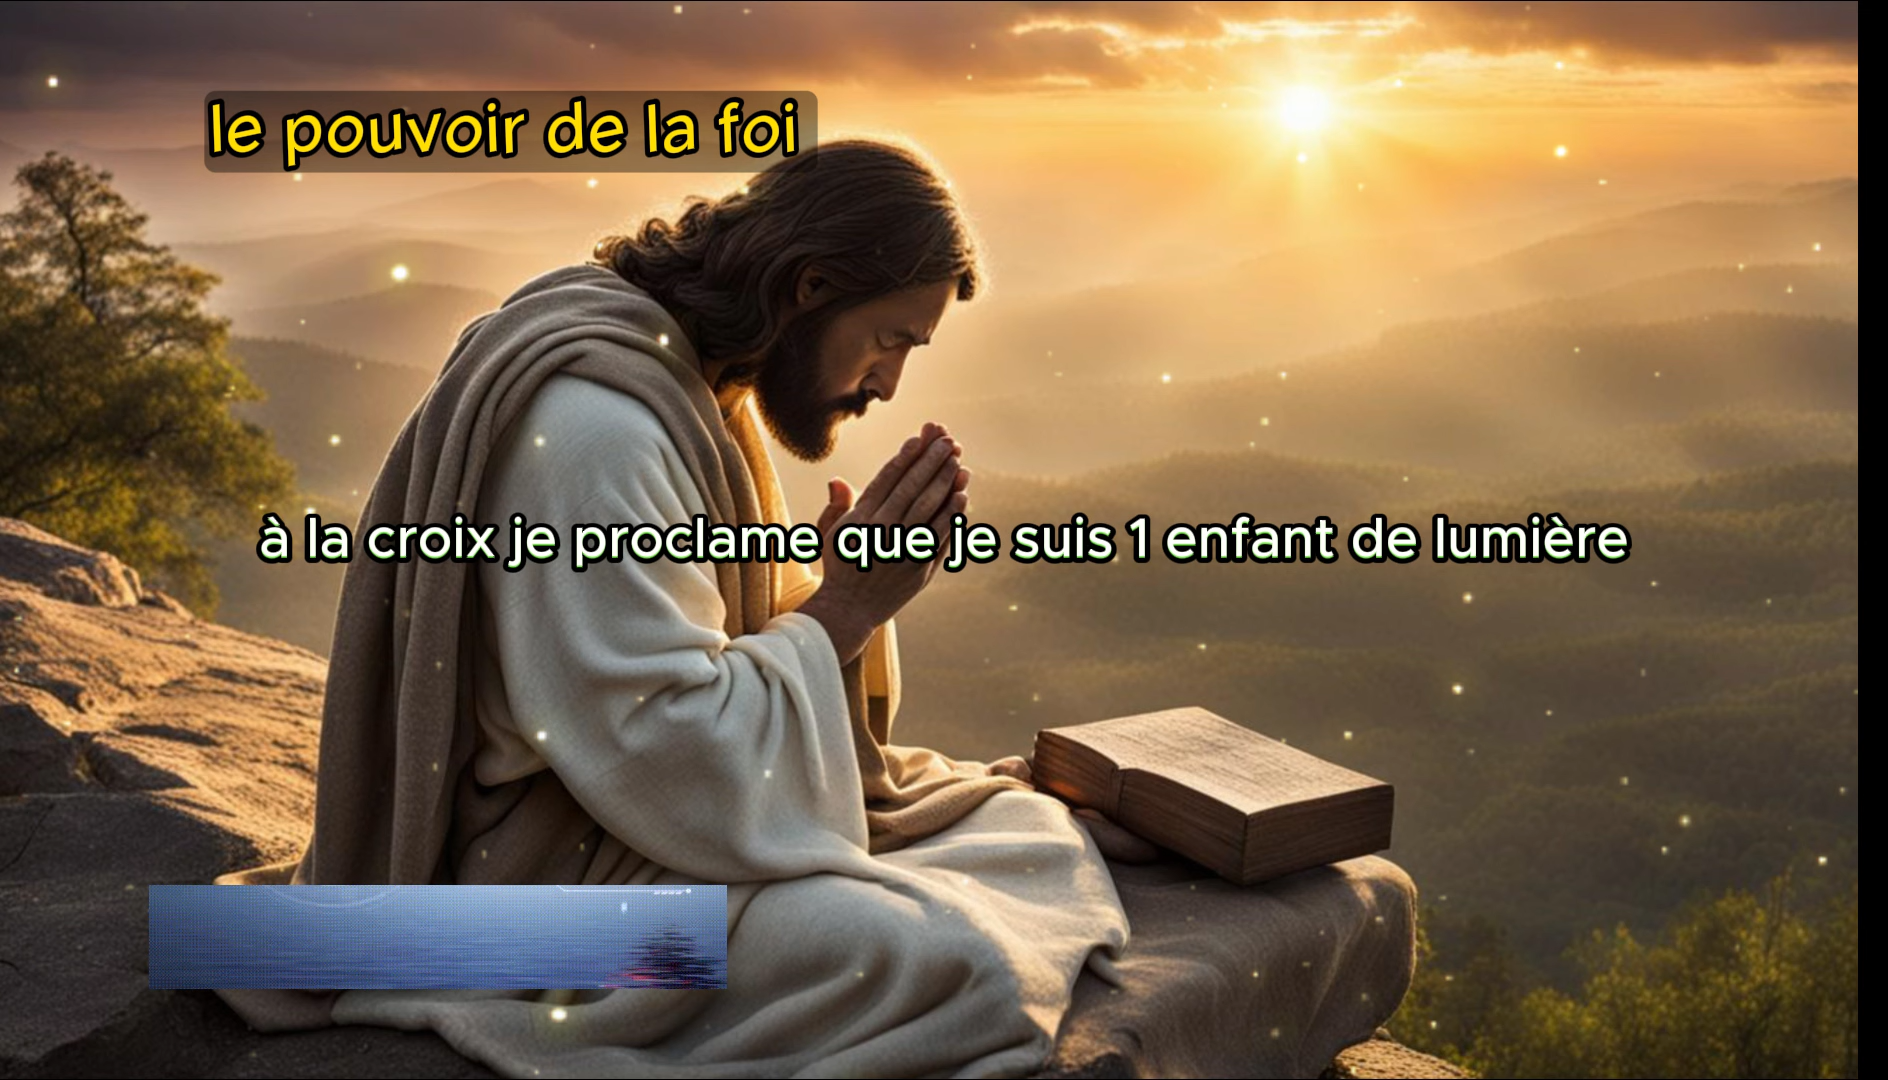 le pouvoir de la foi
à la croix je proclame que je suis 1 enfant de lumière